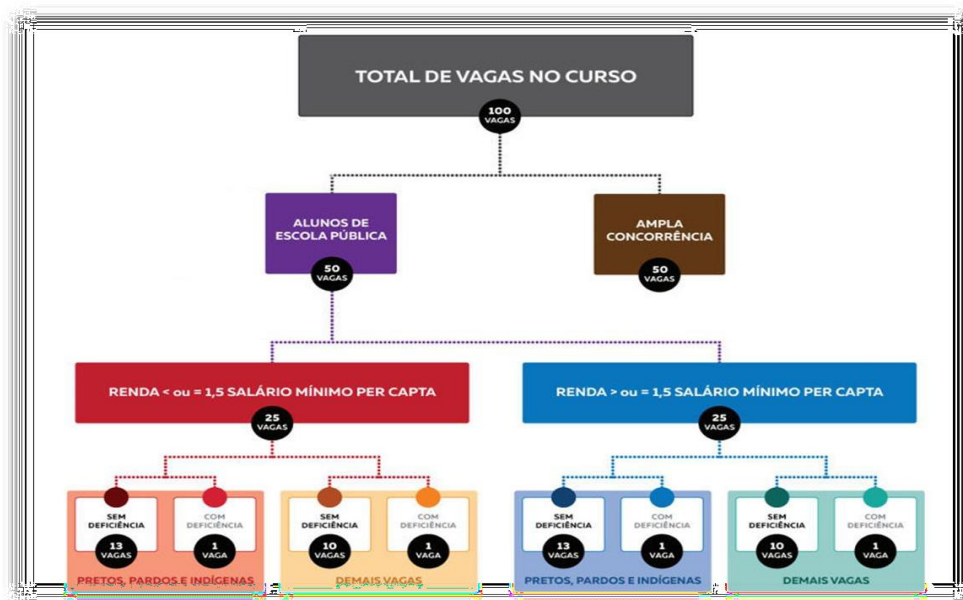 TOTAL DE VAGAS NO CURSO
100
VAGAS
ALUNOS DE
ESCOLA PÚBLICA
50
VAGAS
AMPLA
CONCORRÊNCIA
50
VAGAS
RENDA < ou = 1,5 SALÁRIO MÍNIMO PER CAPTA
25
VAGAS
RENDA > ou = 1,5 SALÁRIO MÍNIMO PER CAPTA
25
VAGAS
SEM
DEFICIÊNCIA
13
VAGAS
COM
DEFICIÊNCIA
1
VAGA
PRETOS, PARDOS E INDÍGENAS
SEM
DEFICIÊNCIA
10
VAGAS
COM
DEFICIÊNCIA
1
VAGA
DEMAIS VAGAS
SEM
DEFICIÊNCIA
13
VAGAS
COM
DEFICIÊNCIA
1
VAGA
PRETOS, PARDOS E INDÍGENAS
SEM
DEFICIÊNCIA
10
VAGAS
COM
DEFICIÊNCIA
1
VAGA
DEMAIS VAGAS